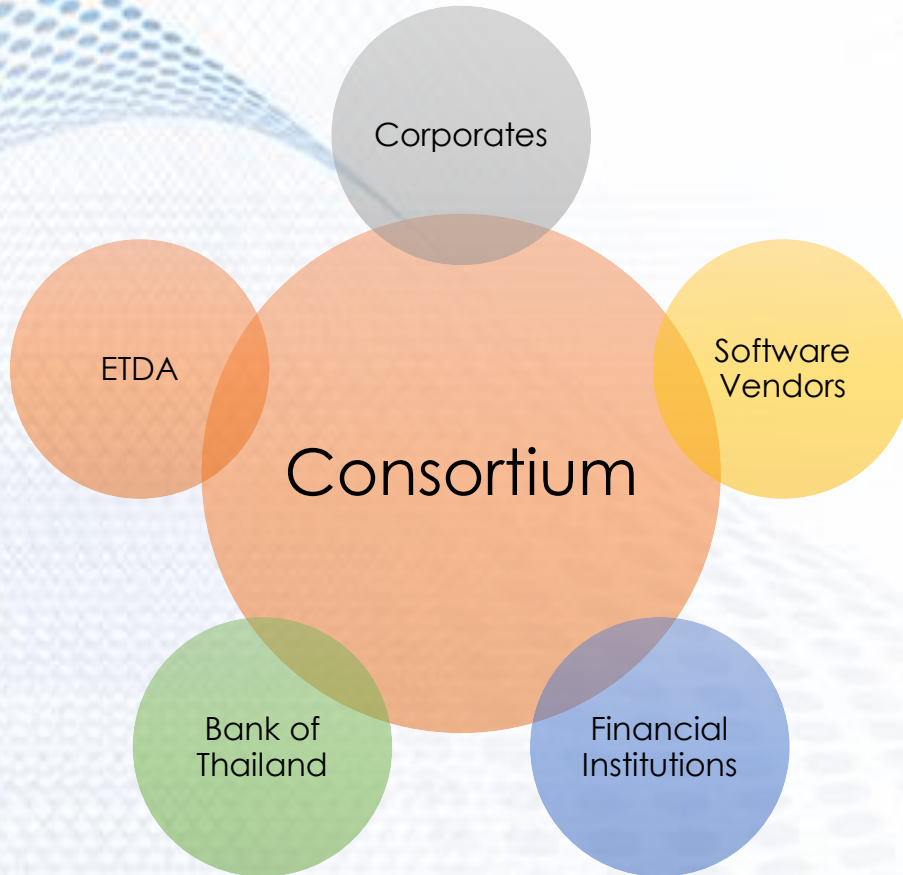 Corporates
Software
Vendors
ETDA
Consortium
Bank of
Thailand
Financial
Institutions